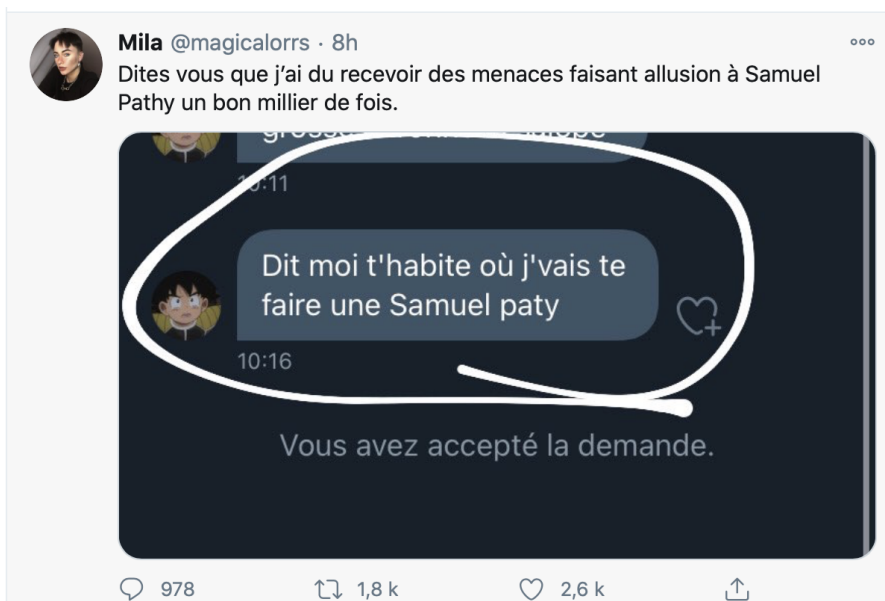 Mila @magicalorrs · 8h
Dites vous que j'ai du recevoir des menaces faisant allusion à Samuel
Pathy un bon millier de fois.
10:11
Dit moi t'habite où j'vais te
faire une Samuel paty
10:16
Vous avez accepté la demande.
978 1,8 k 2,6 k